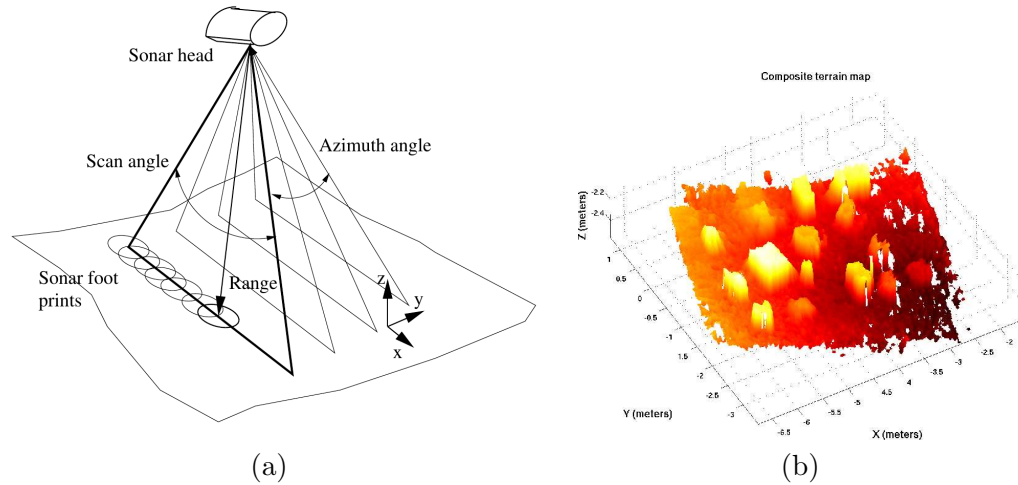 Sonar head
Scan angle
Azimuth angle
Sonar foot
prints
Range
z
y
x
(a)
Composite terrain map
Z (meters)
-2.2
-2.4
1
0.5
0
-0.5
-1
-1.5
-2
-2.5
-3
Y (meters)
-6.5
-6
-5.5
-5
4.5
-4
-3.5
-3
-2.5
-2
X (meters)
(b)